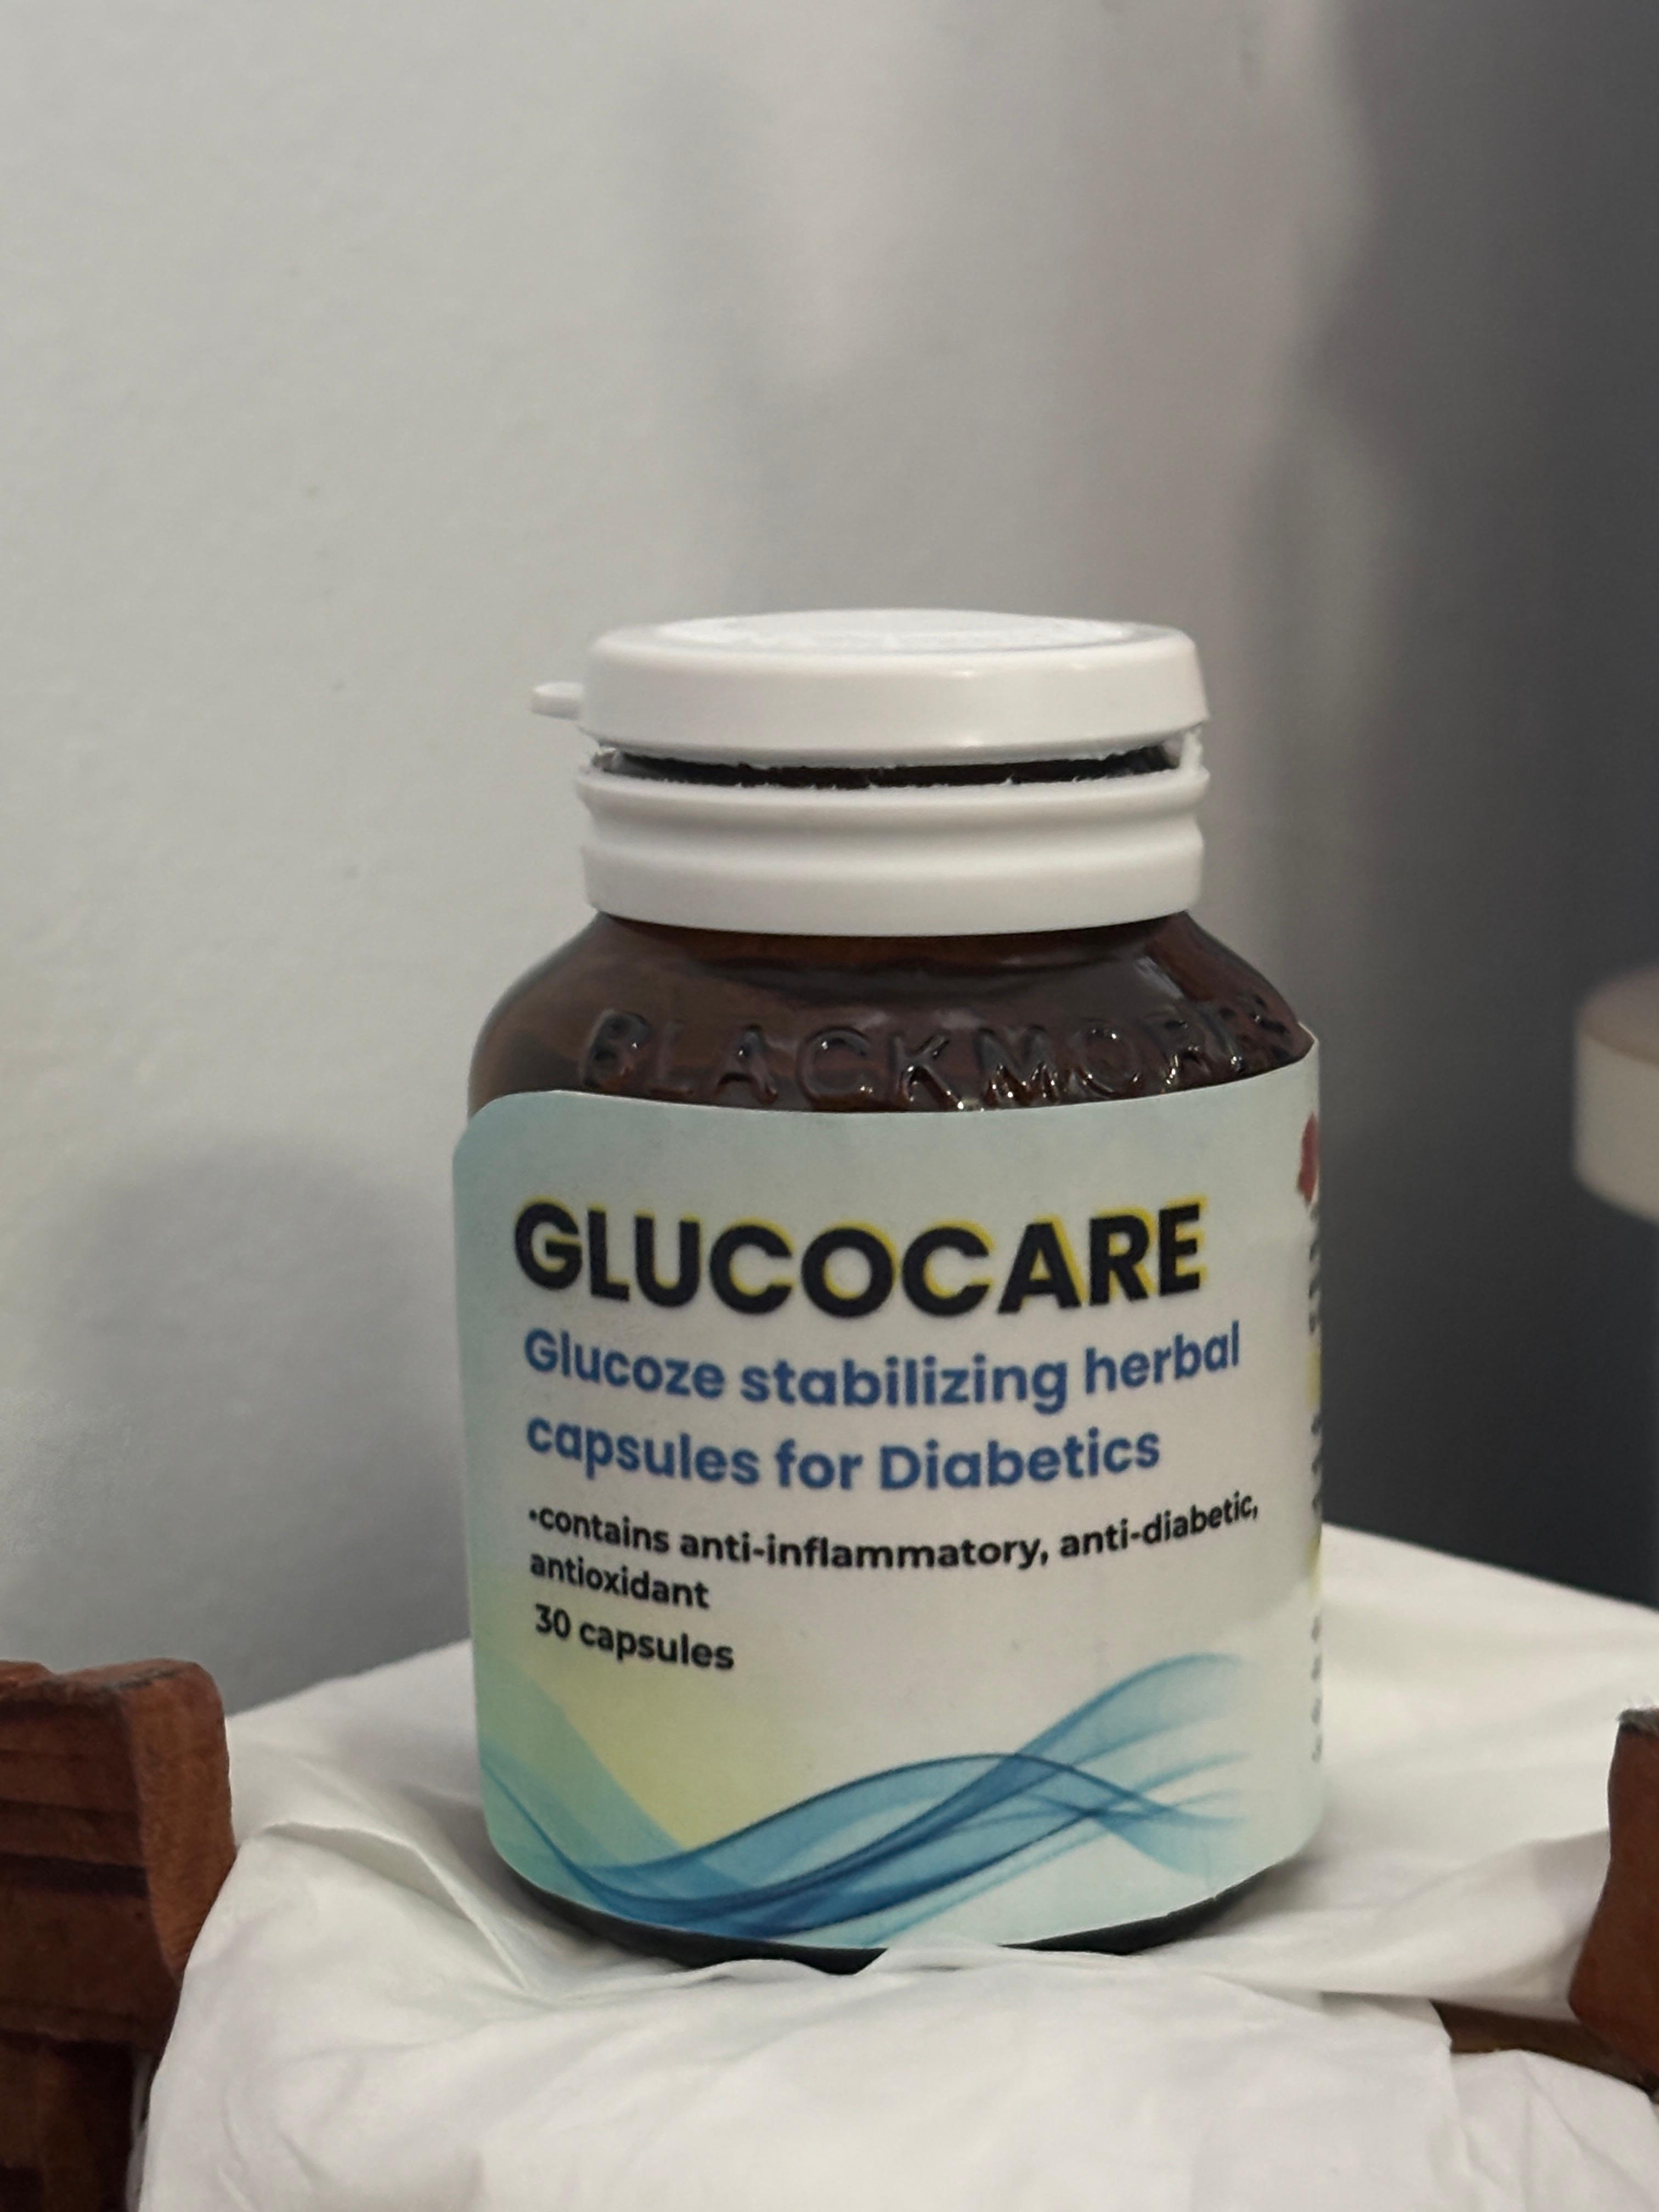 BLACKMORES
GLUCOCARE
Glucoze stabilizing herbal
capsules for Diabetics
•contains anti-inflammatory, anti-diabetic,
antioxidant
30 capsules